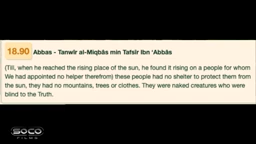 18.90 Abbas - Tanwîr al-Miqbâs min Tafsîr Ibn 'Abbâs
(Till, when he reached the rising place of the sun, he found it rising on a people for whom
We had appointed no helper therefrom) these people had no shelter to protect them from
the sun, they had no mountains, trees or clothes. They were naked creatures who were
blind to the Truth.
SOCO
FILMS